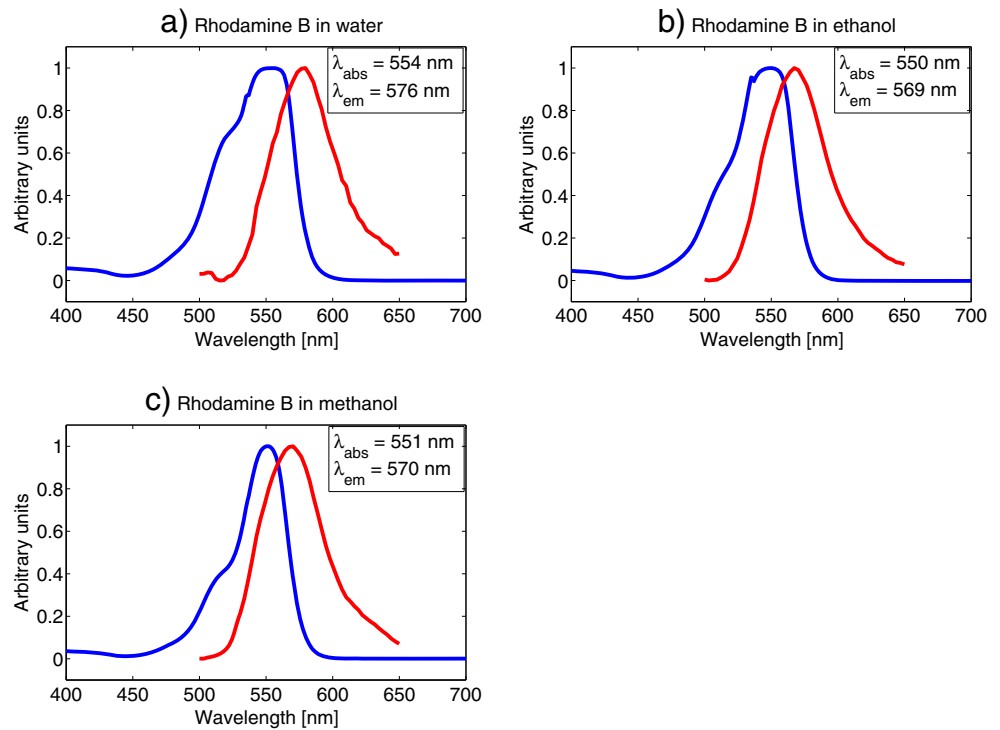 a) Rhodamine B in water
λabs = 554 nm
λem = 576 nm
1
0.8
0.6
0.4
0.2
0
Arbitrary units
400 450 500 550 600 650 700
Wavelength [nm]
b) Rhodamine B in ethanol
λabs = 550 nm
λem = 569 nm
1
0.8
0.6
0.4
0.2
0
Arbitrary units
400 450 500 550 600 650 700
Wavelength [nm]
c) Rhodamine B in methanol
λabs = 551 nm
λem = 570 nm
1
0.8
0.6
0.4
0.2
0
Arbitrary units
400 450 500 550 600 650 700
Wavelength [nm]